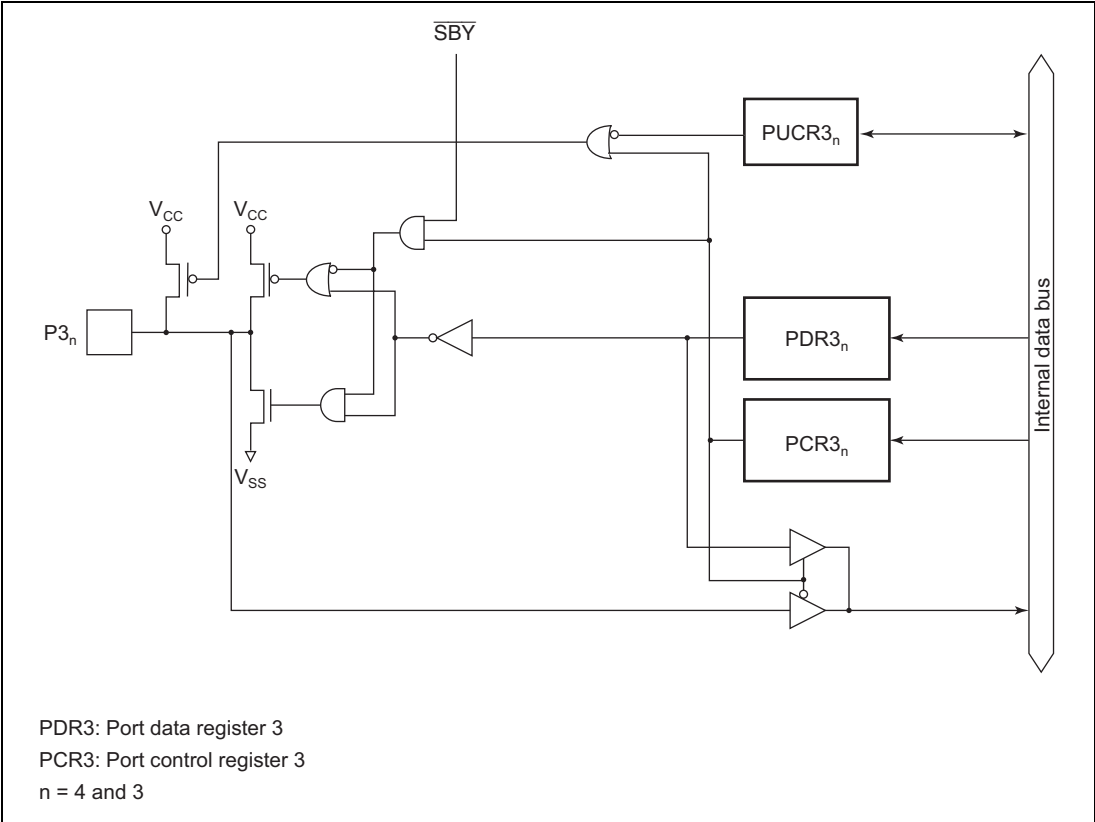 SBY
PUCR3n
VCC VCC
P3n
PDR3n
PCR3n
VSS
Internal data bus
PDR3: Port data register 3
PCR3: Port control register 3
n = 4 and 3